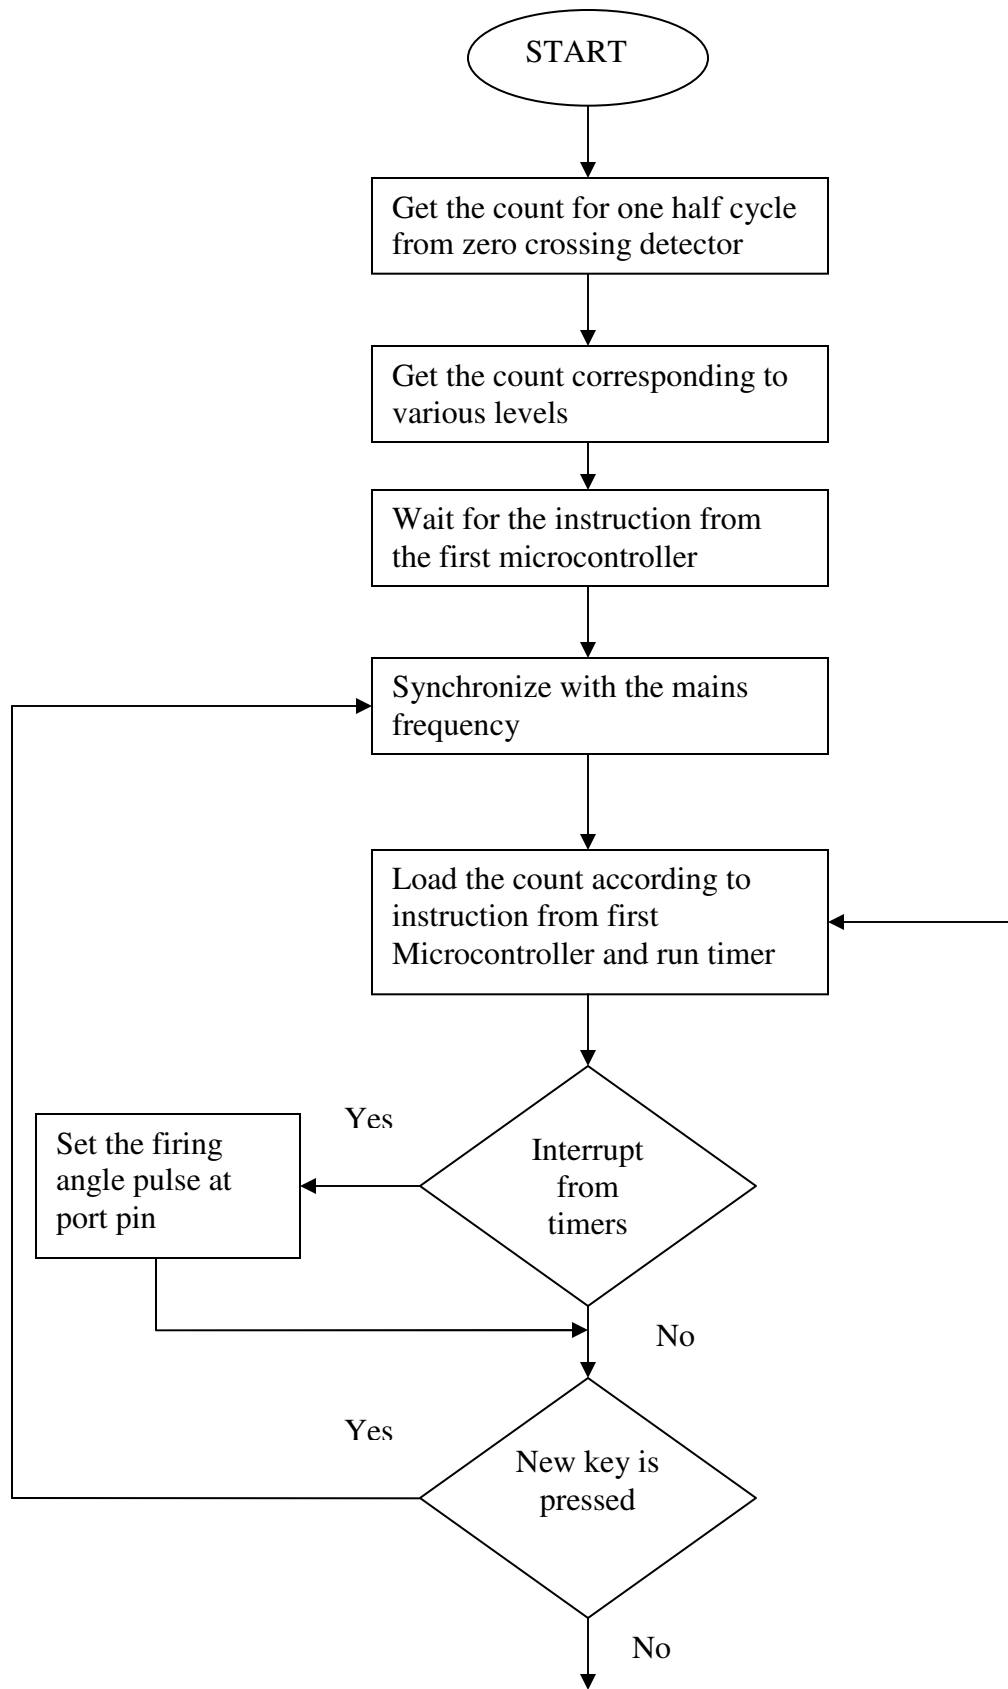 START
Get the count for one half cycle
from zero crossing detector
Get the count corresponding to
various levels
Wait for the instruction from
the first microcontroller
Synchronize with the mains
frequency
Load the count according to
instruction from first
Microcontroller and run timer
Yes
Set the firing
angle pulse at
port pin
Interrupt
from
timers
No
Yes
New key is
pressed
No